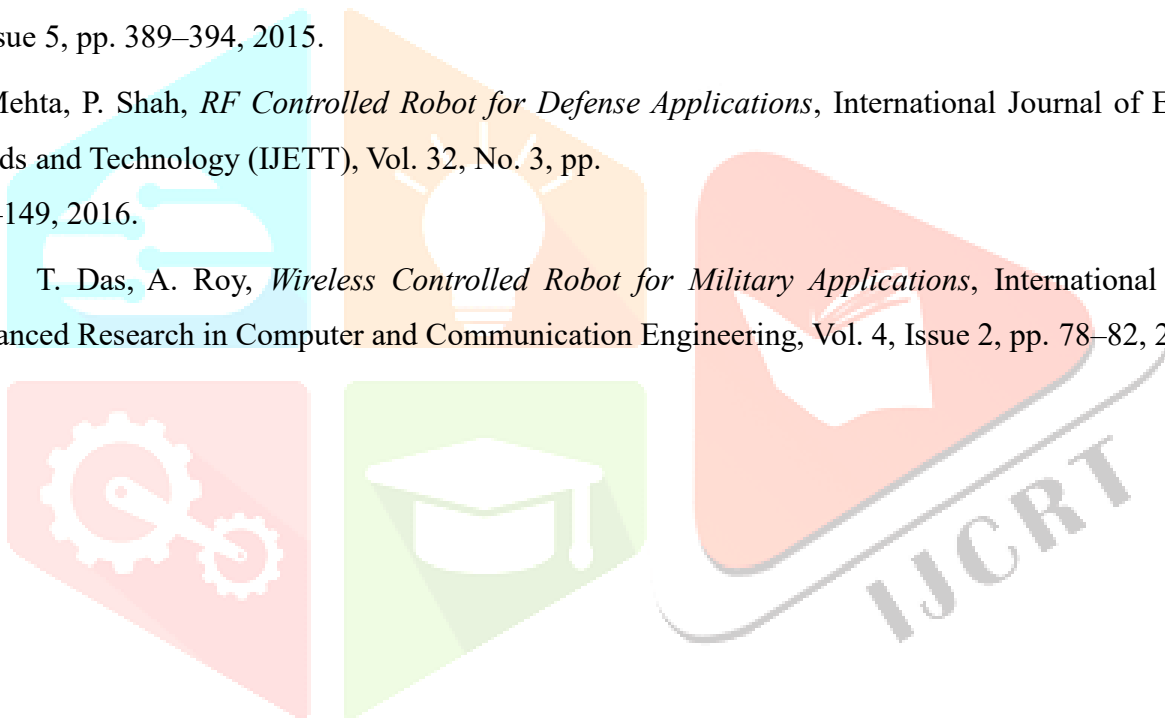 sue 5, pp. 389–394, 2015.
Mehta, P. Shah, RF Controlled Robot for Defense Applications, International Journal of E
ds and Technology (IJETT), Vol. 32, No. 3, pp.
–149, 2016.
T. Das, A. Roy, Wireless Controlled Robot for Military Applications, International
anced Research in Computer and Communication Engineering, Vol. 4, Issue 2, pp. 78–82, 2
IJCRT